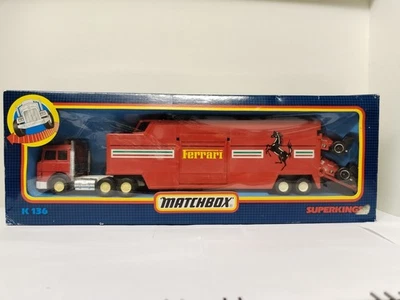 Ferrari
MATCHBOX
K 136
SUPERKINGS